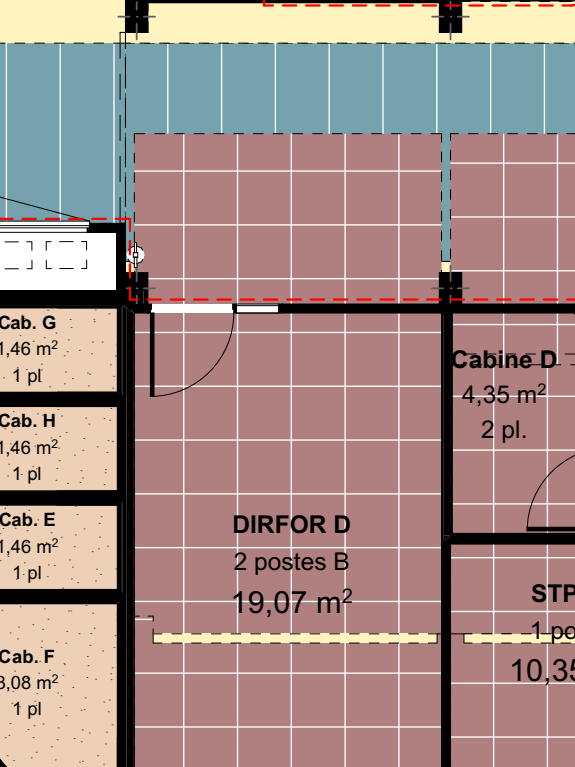 Cab. G
1,46 m²
1 pl
Cab. H
1,46 m²
1 pl
Cab. E
1,46 m²
1 pl
Cab. F
3,08 m²
1 pl
DIRFOR D
2 postes B
19,07 m²
Cabine D
4,35 m²
2 pl.
STP
1 po
10,35